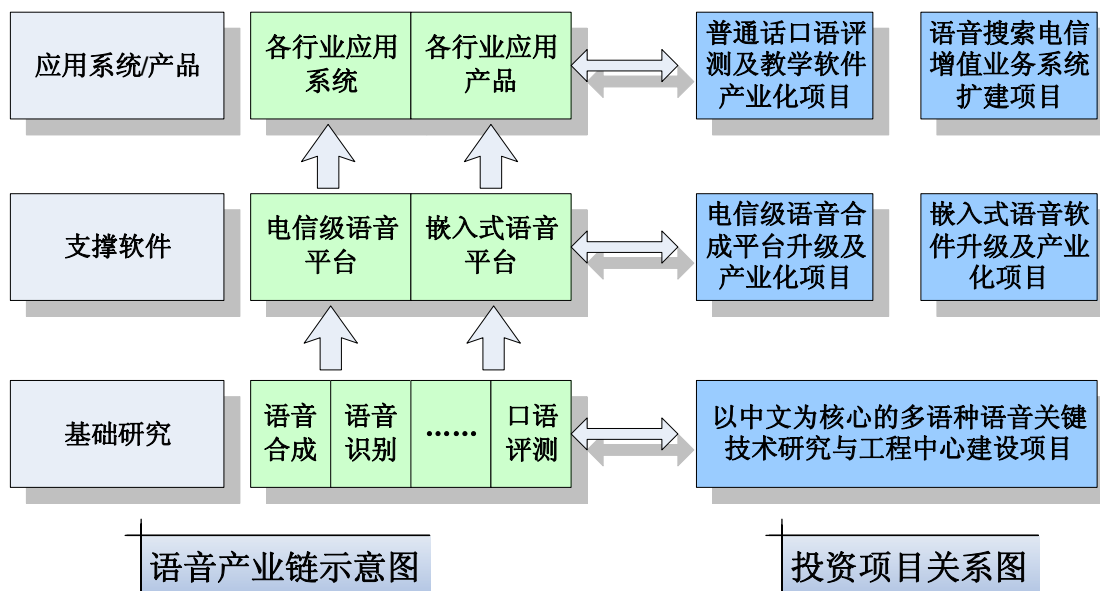 应用系统/产品
各行业应用
系统
各行业应用
产品
普通话口语评
测及教学软件
产业化项目
语音搜索电信
增值业务系统
扩建项目
支撑软件
电信级语音
平台
嵌入式语音
平台
电信级语音合
成平台升级及
产业化项目
嵌入式语音软
件升级及产业
化项目
基础研究
语音
合成
语音
识别
……
口语
评测
以中文为核心的多语种语音关键
技术研究与工程中心建设项目
语音产业链示意图
投资项目关系图